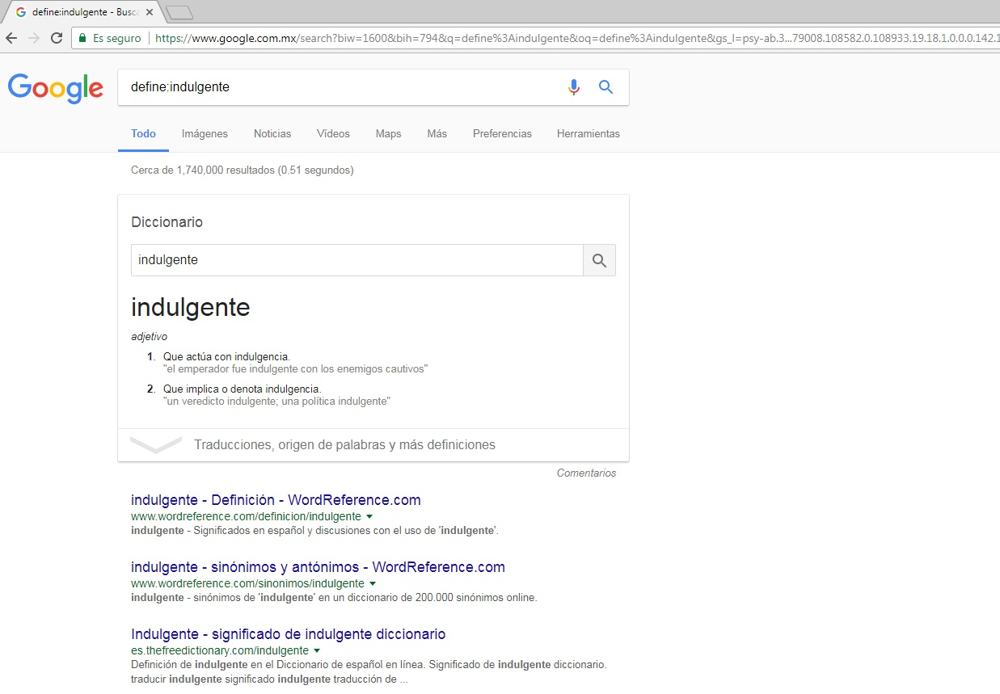 define:indulgente - Busca
Es seguro
https://www.google.com.mx/search?biw=1600&bih=794&q=define%3Aindulgente&oq=define%3Aindulgente&gs_l=psy-ab.3...79008.108582.0.108933.19.18.1.0.0.0.142.1
Google
define:indulgente
Todo Imágenes Noticias Vídeos Maps Más Preferencias Herramientas
Cerca de 1,740,000 resultados (0.51 segundos)
Diccionario
indulgente
indulgente
adjetivo
1. Que actúa con indulgencia.
"el emperador fue indulgente con los enemigos cautivos"
2. Que implica o denota indulgencia.
"un veredicto indulgente; una política indulgente"
Traducciones, origen de palabras y más definiciones
Comentarios
indulgente - Definición - WordReference.com
www.wordreference.com/definicion/indulgente
indulgente - Significados en español y discusiones con el uso de 'indulgente'.
indulgente - sinónimos y antónimos - WordReference.com
www.wordreference.com/sinonimos/indulgente
indulgente - sinónimos de 'indulgente' en un diccionario de 200.000 sinónimos online.
Indulgente - significado de indulgente diccionario
es.thefreedictionary.com/indulgente
Definición de indulgente en el Diccionario de español en línea. Significado de indulgente diccionario.
traducir indulgente significado indulgente traducción de ...